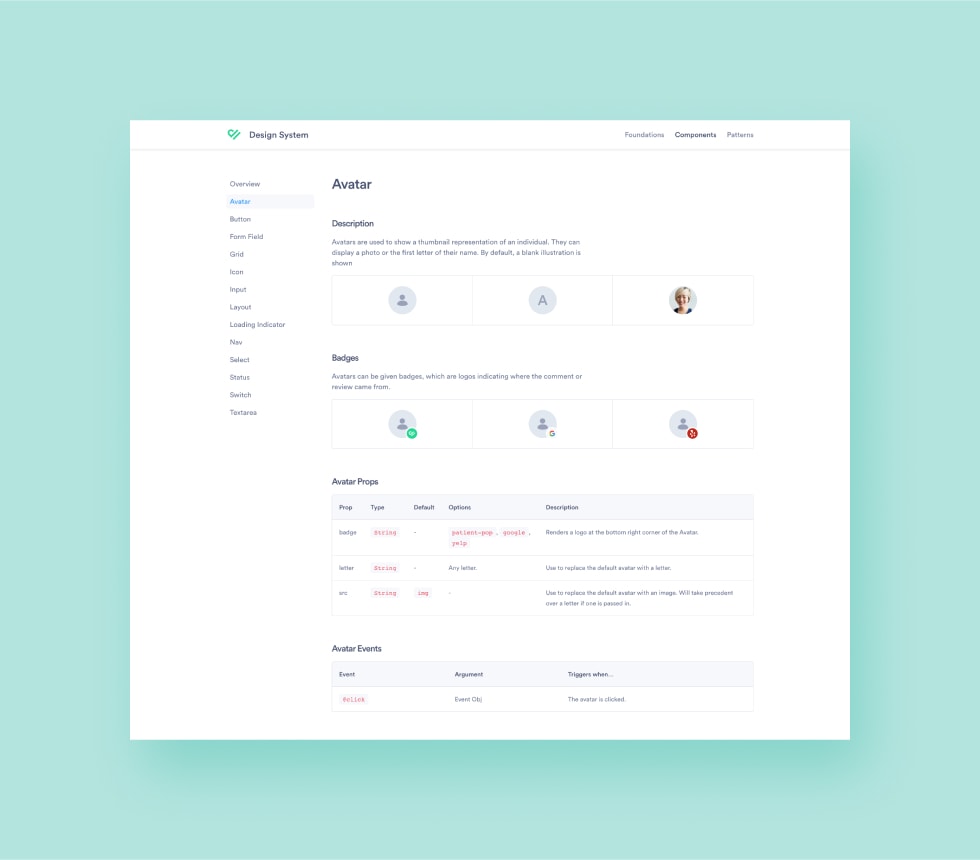 Design System
Foundations Components Patterns
Overview
Avatar
Button
Form Field
Grid
Icon
Input
Layout
Loading Indicator
Nav
Select
Status
Switch
Textarea
Avatar
Description
Avatars are used to show a thumbnail representation of an individual. They can
display a photo or the first letter of their name. By default, a blank illustration is
shown
A
Badges
Avatars can be given badges, which are logos indicating where the comment or
review came from.
G
Avatar Props
Prop Type Default Options Description
badge String - patient-pop , google , Renders a logo at the bottom right corner of the Avatar.
yelp
letter String - Any letter. Use to replace the default avatar with a letter.
src String img - Use to replace the default avatar with an image. Will take precedent
over a letter if one is passed in.
Avatar Events
Event Argument Triggers when...
@click Event Obj The avatar is clicked.